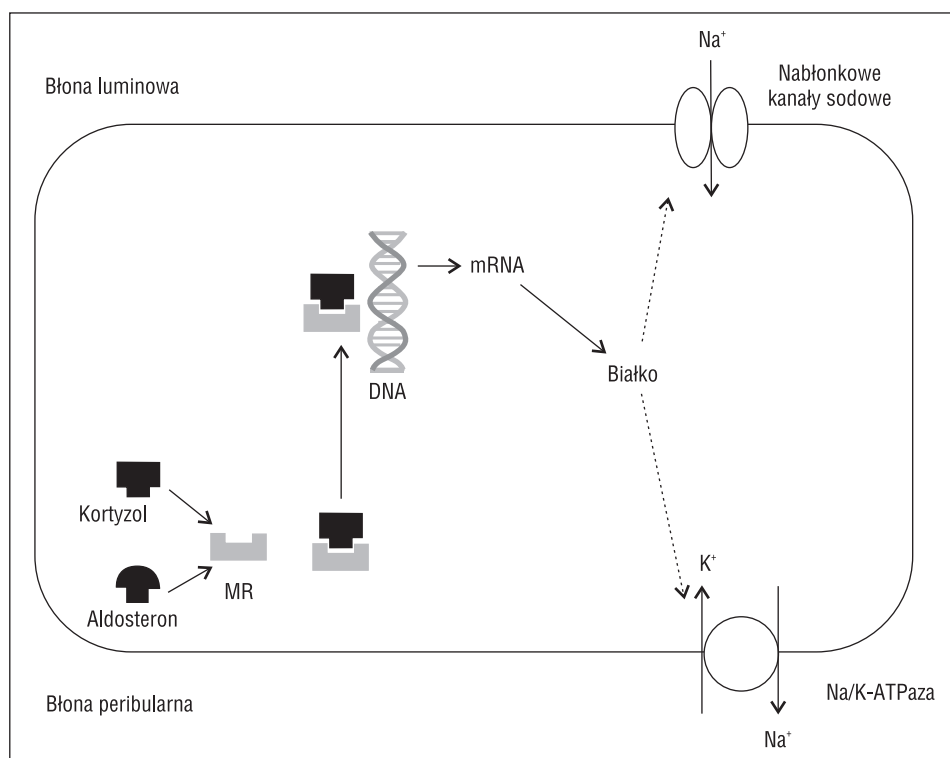 Na⁺
Błona luminowa
Nabłonkowe
kanały sodowe
mRNA
DNA
Białko
Kortyzol
MR
Aldosteron
K⁺
Błona peribularna
Na/K-ATPaza
Na⁺